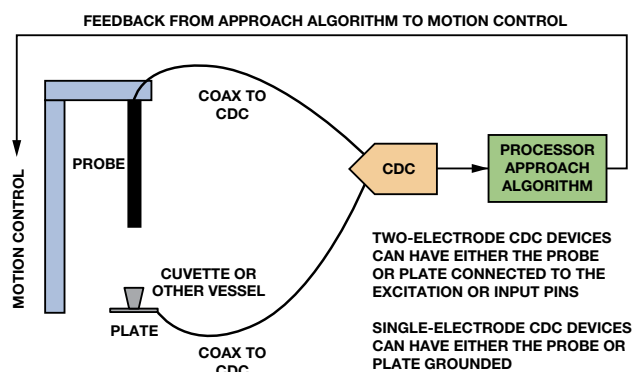 FEEDBACK FROM APPROACH ALGORITHM TO MOTION CONTROL
COAX TO
CDC
PROBE
CDC
PROCESSOR
APPROACH
ALGORITHM
MOTION CONTROL
CUVETTE OR
OTHER VESSEL
PLATE
COAX TO
CDC
TWO-ELECTRODE CDC DEVICES
CAN HAVE EITHER THE PROBE
OR PLATE CONNECTED TO THE
EXCITATION OR INPUT PINS
SINGLE-ELECTRODE CDC DEVICES
CAN HAVE EITHER THE PROBE OR
PLATE GROUNDED